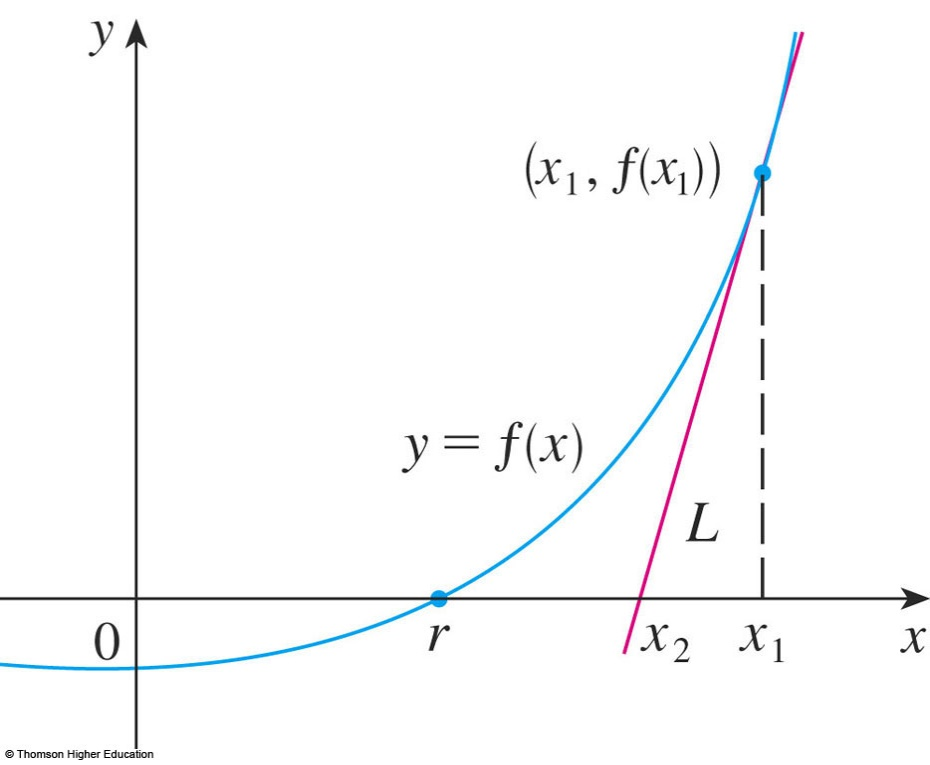 y
(x₁, f(x₁))
y = f(x)
L
0
r
x₂
x₁
x
© Thomson Higher Education